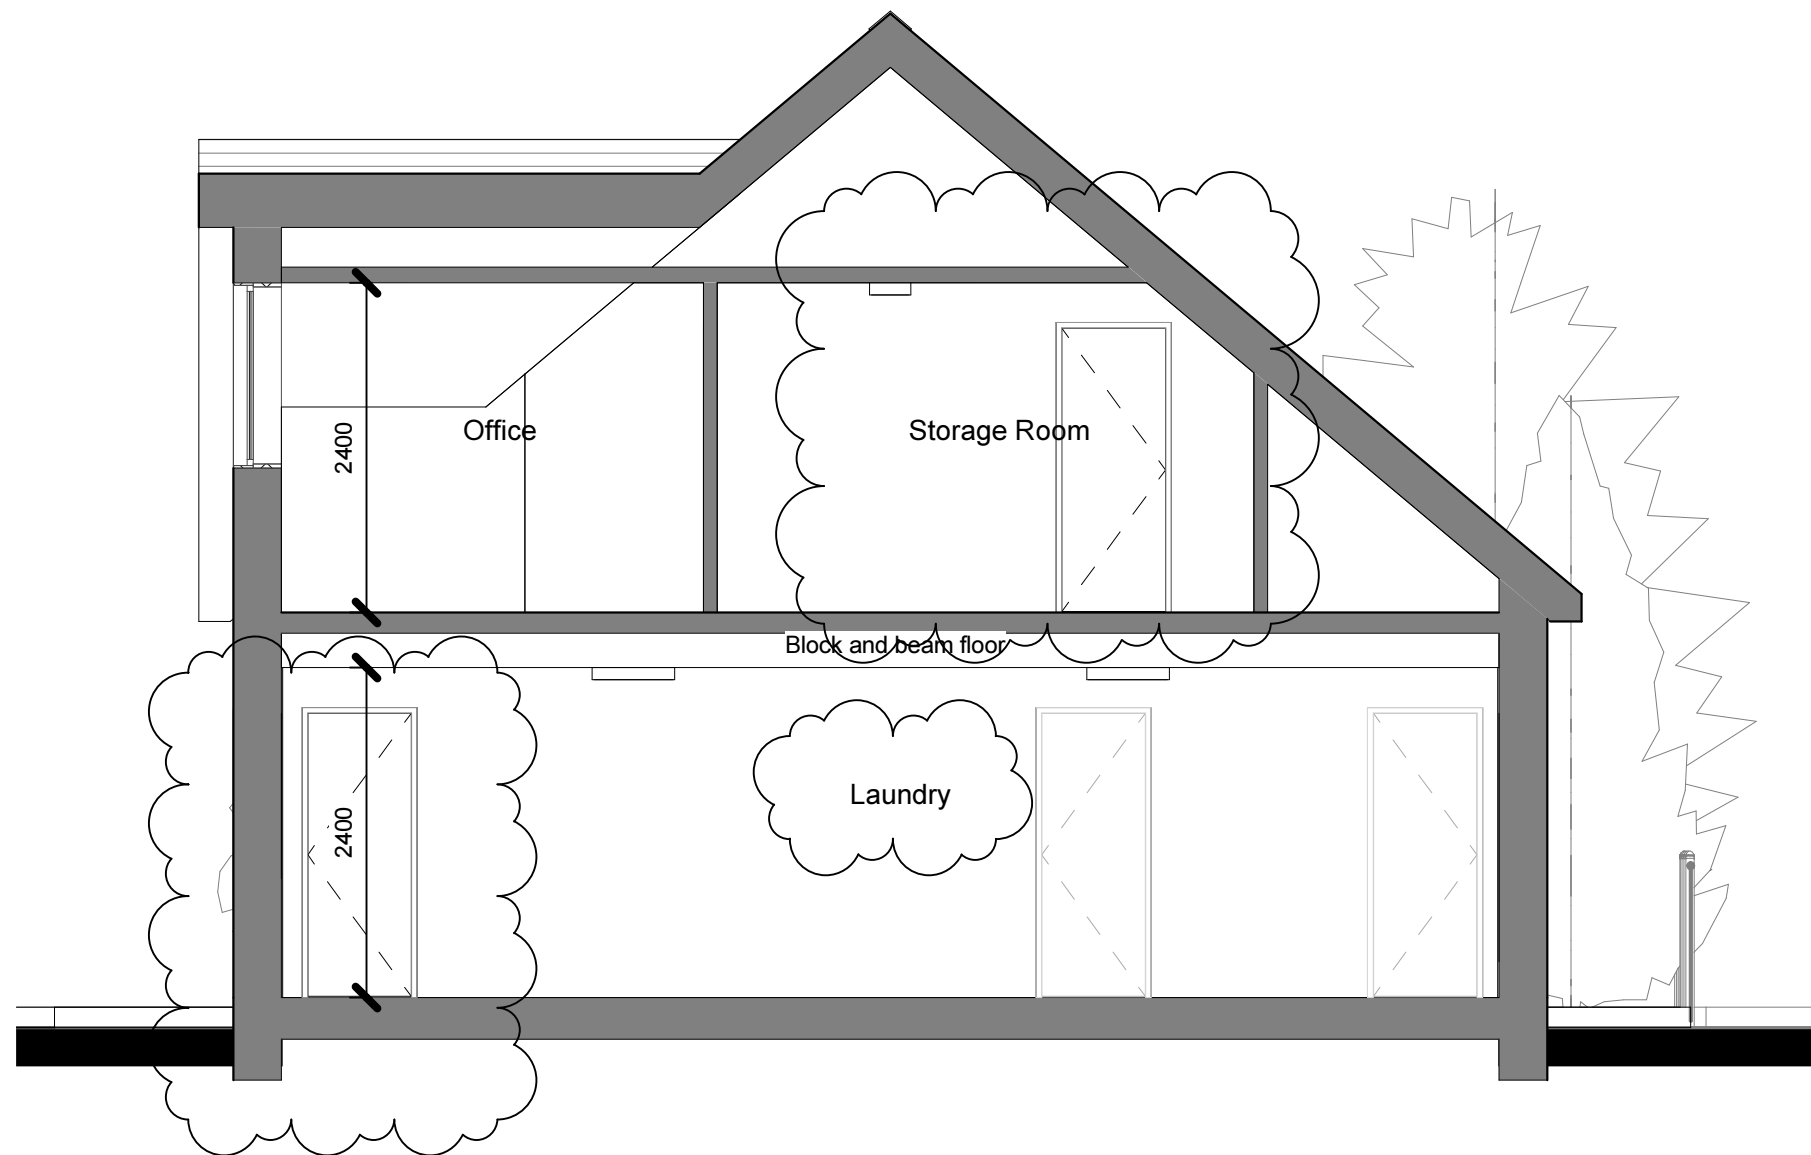 Office
Storage Room
2400
Block and beam floor
Laundry
2400